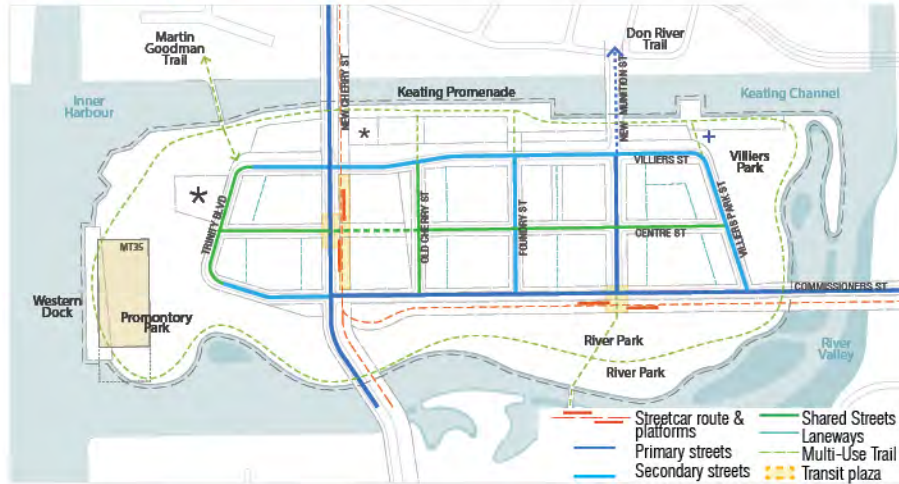 Martin
Goodman
Trail
Don River
Trail
Inner
Harbour
Keating Promenade
Keating Channel
NEW CHERRY ST
NEW MUNITION ST
VILLIERS ST
Villiers
Park
TRINITY BLVD
OLD CHERRY ST
FOUNDRY ST
CENTRE ST
VILLIERS PARK ST
MT35
COMMISSIONERS ST
Western
Dock
Promontory
Park
River Park
River Park
River
Valley
Streetcar route &
platforms
Primary streets
Secondary streets
Shared Streets
Laneways
Multi-Use Trail
Transit plaza